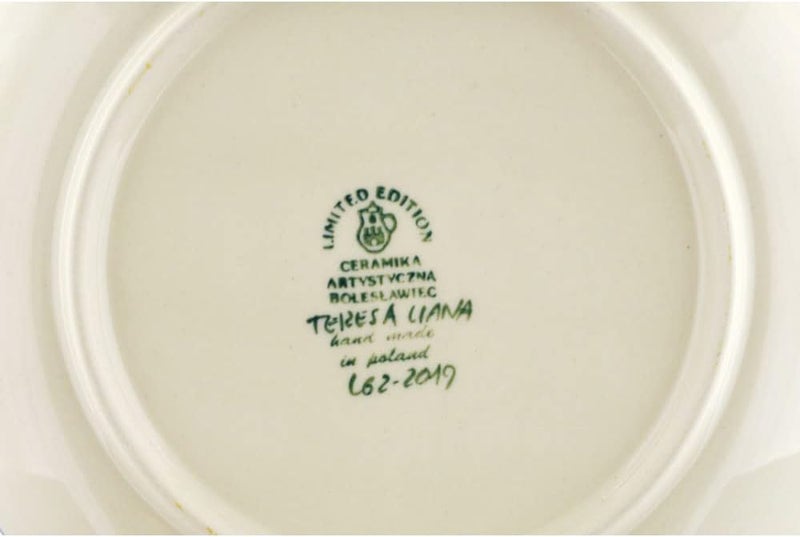 LIMITED EDITION
CERAMIKA
ARTYSTYCZNA
BOLESŁAWIEC
TERESA LIANA
hand made
in poland
L62-2019